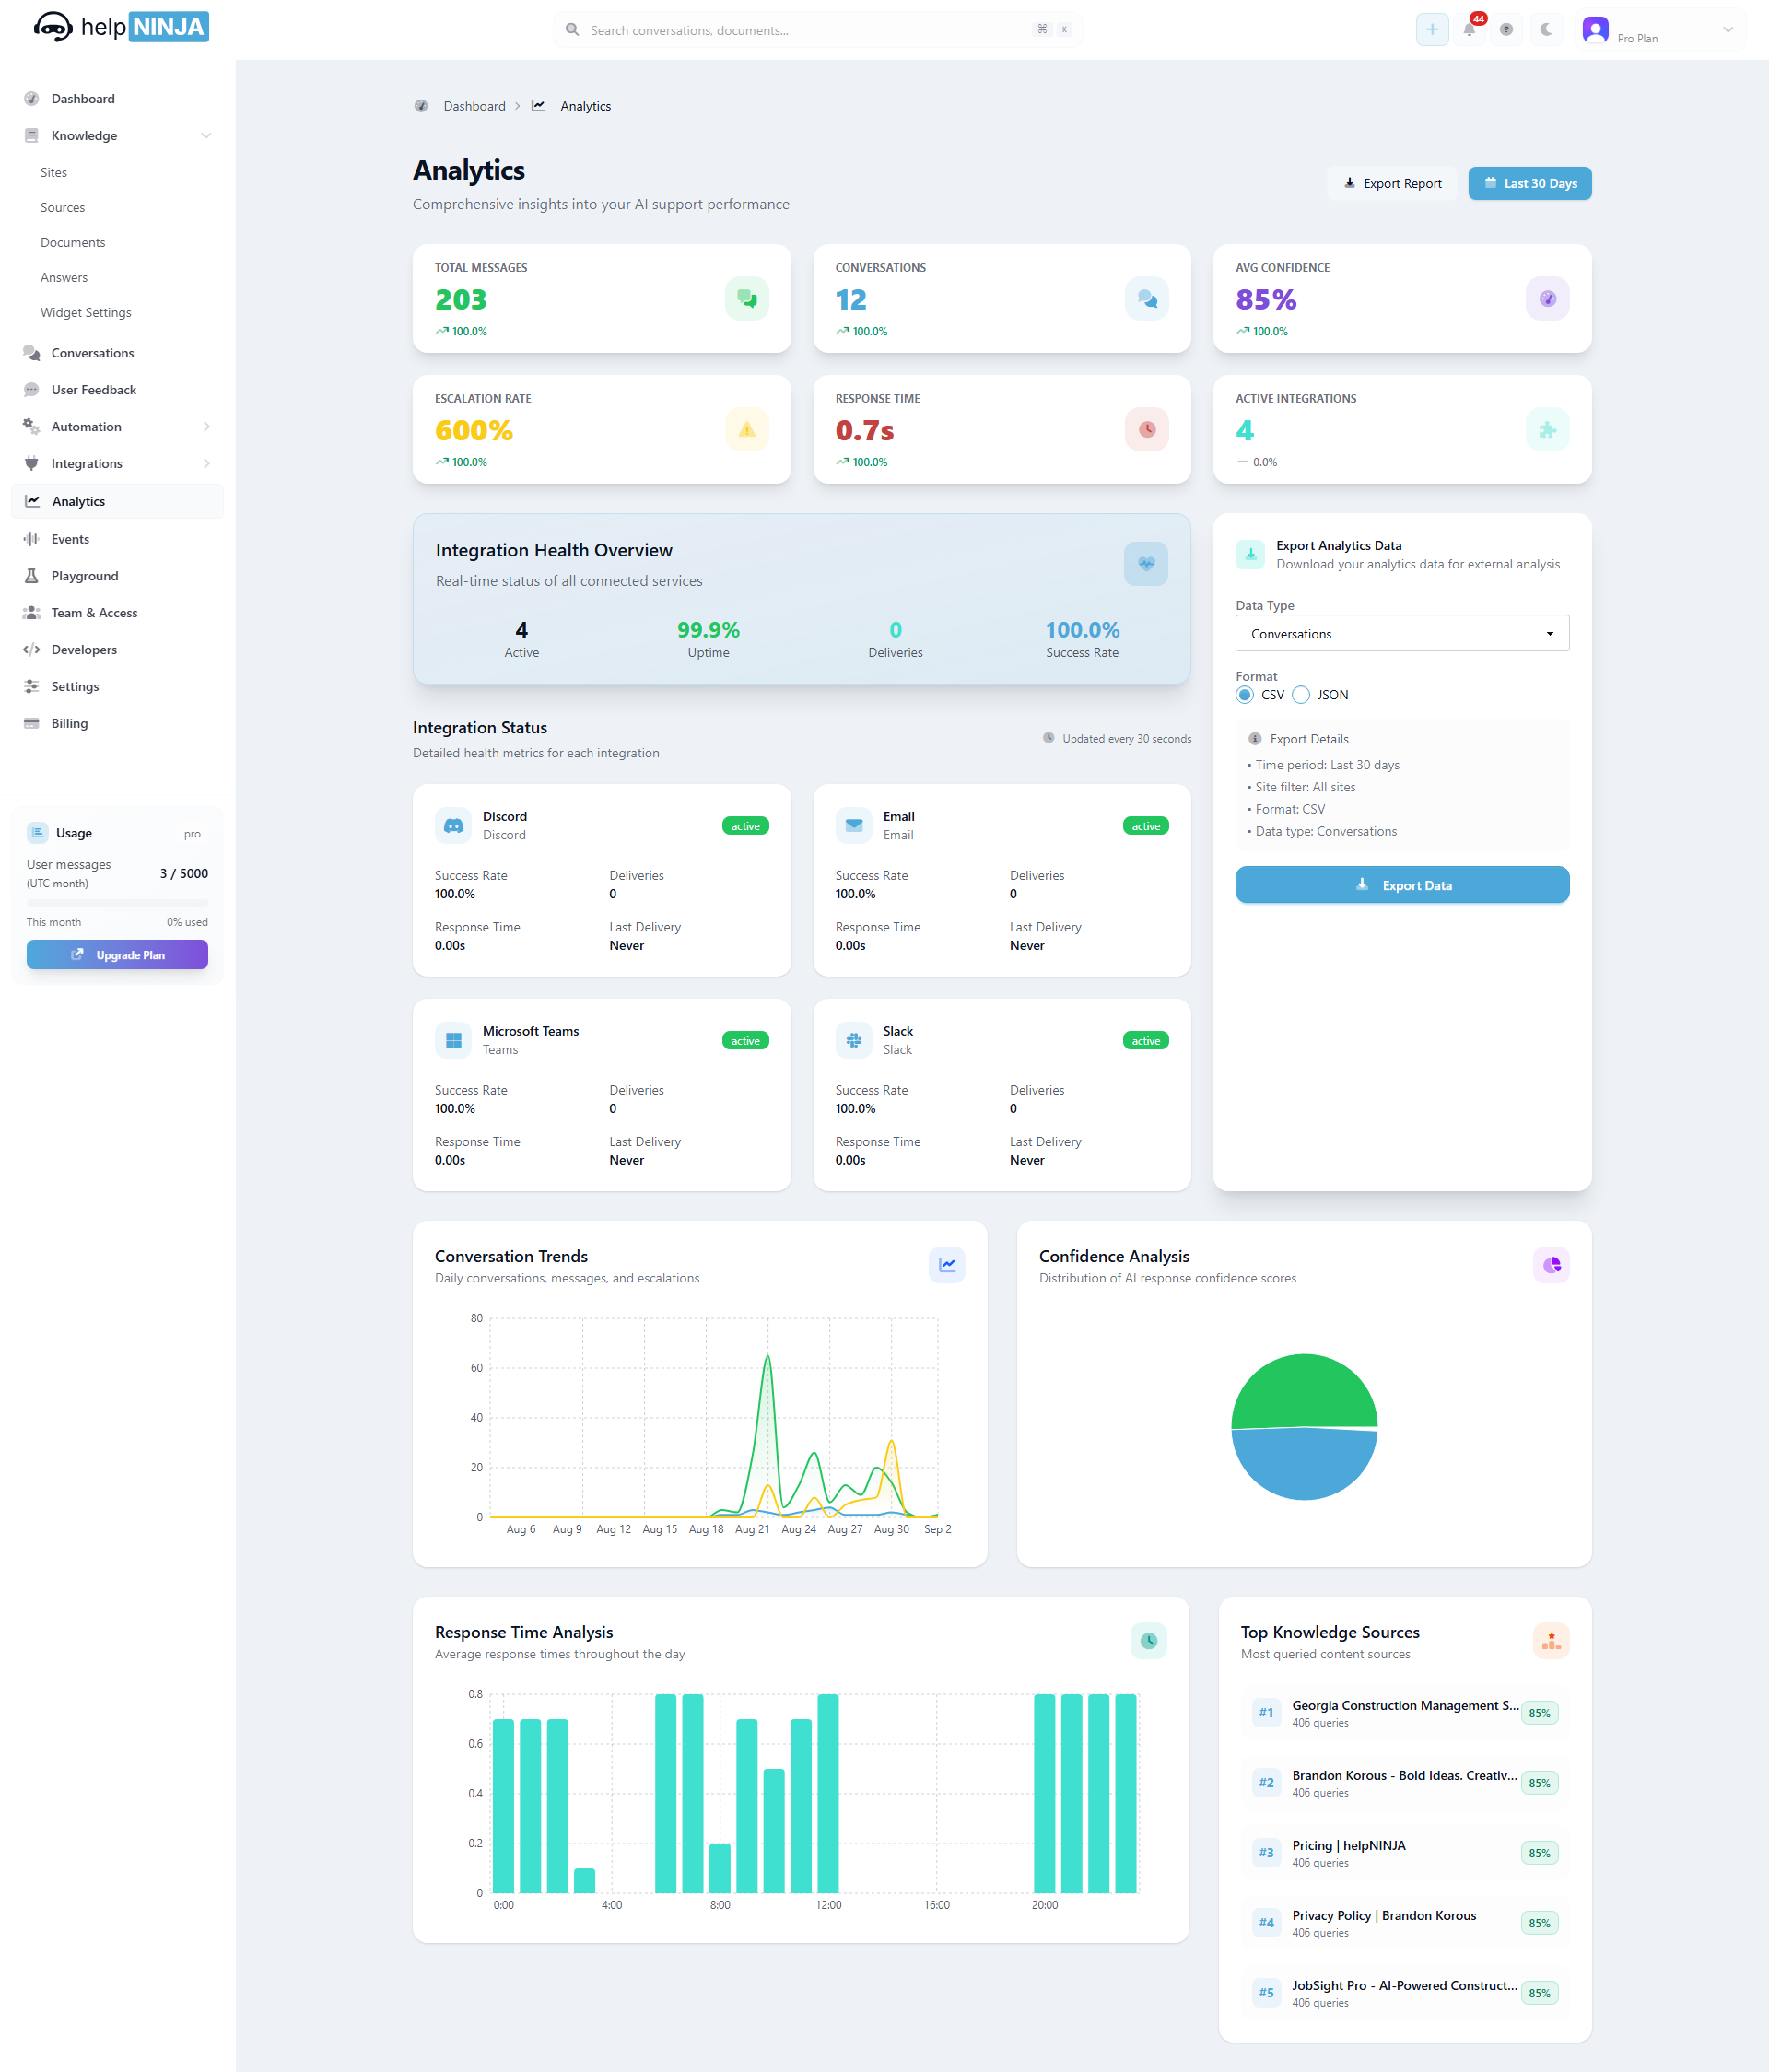 help NINJA
Search conversations, documents...
⌘ K
44
Pro Plan
Dashboard
Knowledge
Sites
Sources
Documents
Answers
Widget Settings
Conversations
User Feedback
Automation
Integrations
Analytics
Events
Playground
Team & Access
Developers
Settings
Billing
Usage
pro
User messages
(UTC month)
3 / 5000
This month
0% used
Upgrade Plan
Dashboard > Analytics
Analytics
Comprehensive insights into your AI support performance
Export Report
Last 30 Days
TOTAL MESSAGES
203
100.0%
CONVERSATIONS
12
100.0%
AVG CONFIDENCE
85%
100.0%
ESCALATION RATE
600%
100.0%
RESPONSE TIME
0.7s
100.0%
ACTIVE INTEGRATIONS
4
0.0%
Integration Health Overview
Real-time status of all connected services
4
Active
99.9%
Uptime
0
Deliveries
100.0%
Success Rate
Export Analytics Data
Download your analytics data for external analysis
Data Type
Conversations
Format
CSV
JSON
Export Details
• Time period: Last 30 days
• Site filter: All sites
• Format: CSV
• Data type: Conversations
Export Data
Integration Status
Detailed health metrics for each integration
Updated every 30 seconds
Discord
Discord
active
Success Rate
100.0%
Deliveries
0
Response Time
0.00s
Last Delivery
Never
Email
Email
active
Success Rate
100.0%
Deliveries
0
Response Time
0.00s
Last Delivery
Never
Microsoft Teams
Teams
active
Success Rate
100.0%
Deliveries
0
Response Time
0.00s
Last Delivery
Never
Slack
Slack
active
Success Rate
100.0%
Deliveries
0
Response Time
0.00s
Last Delivery
Never
Conversation Trends
Daily conversations, messages, and escalations
80
60
40
20
0
Aug 6 Aug 9 Aug 12 Aug 15 Aug 18 Aug 21 Aug 24 Aug 27 Aug 30 Sep 2
Confidence Analysis
Distribution of AI response confidence scores
Response Time Analysis
Average response times throughout the day
0.8
0.6
0.4
0.2
0
0:00 4:00 8:00 12:00 16:00 20:00
Top Knowledge Sources
Most queried content sources
#1
Georgia Construction Management S...
406 queries
85%
#2
Brandon Korous - Bold Ideas. Creativ...
406 queries
85%
#3
Pricing | helpNINJA
406 queries
85%
#4
Privacy Policy | Brandon Korous
406 queries
85%
#5
JobSight Pro - AI-Powered Construct...
406 queries
85%